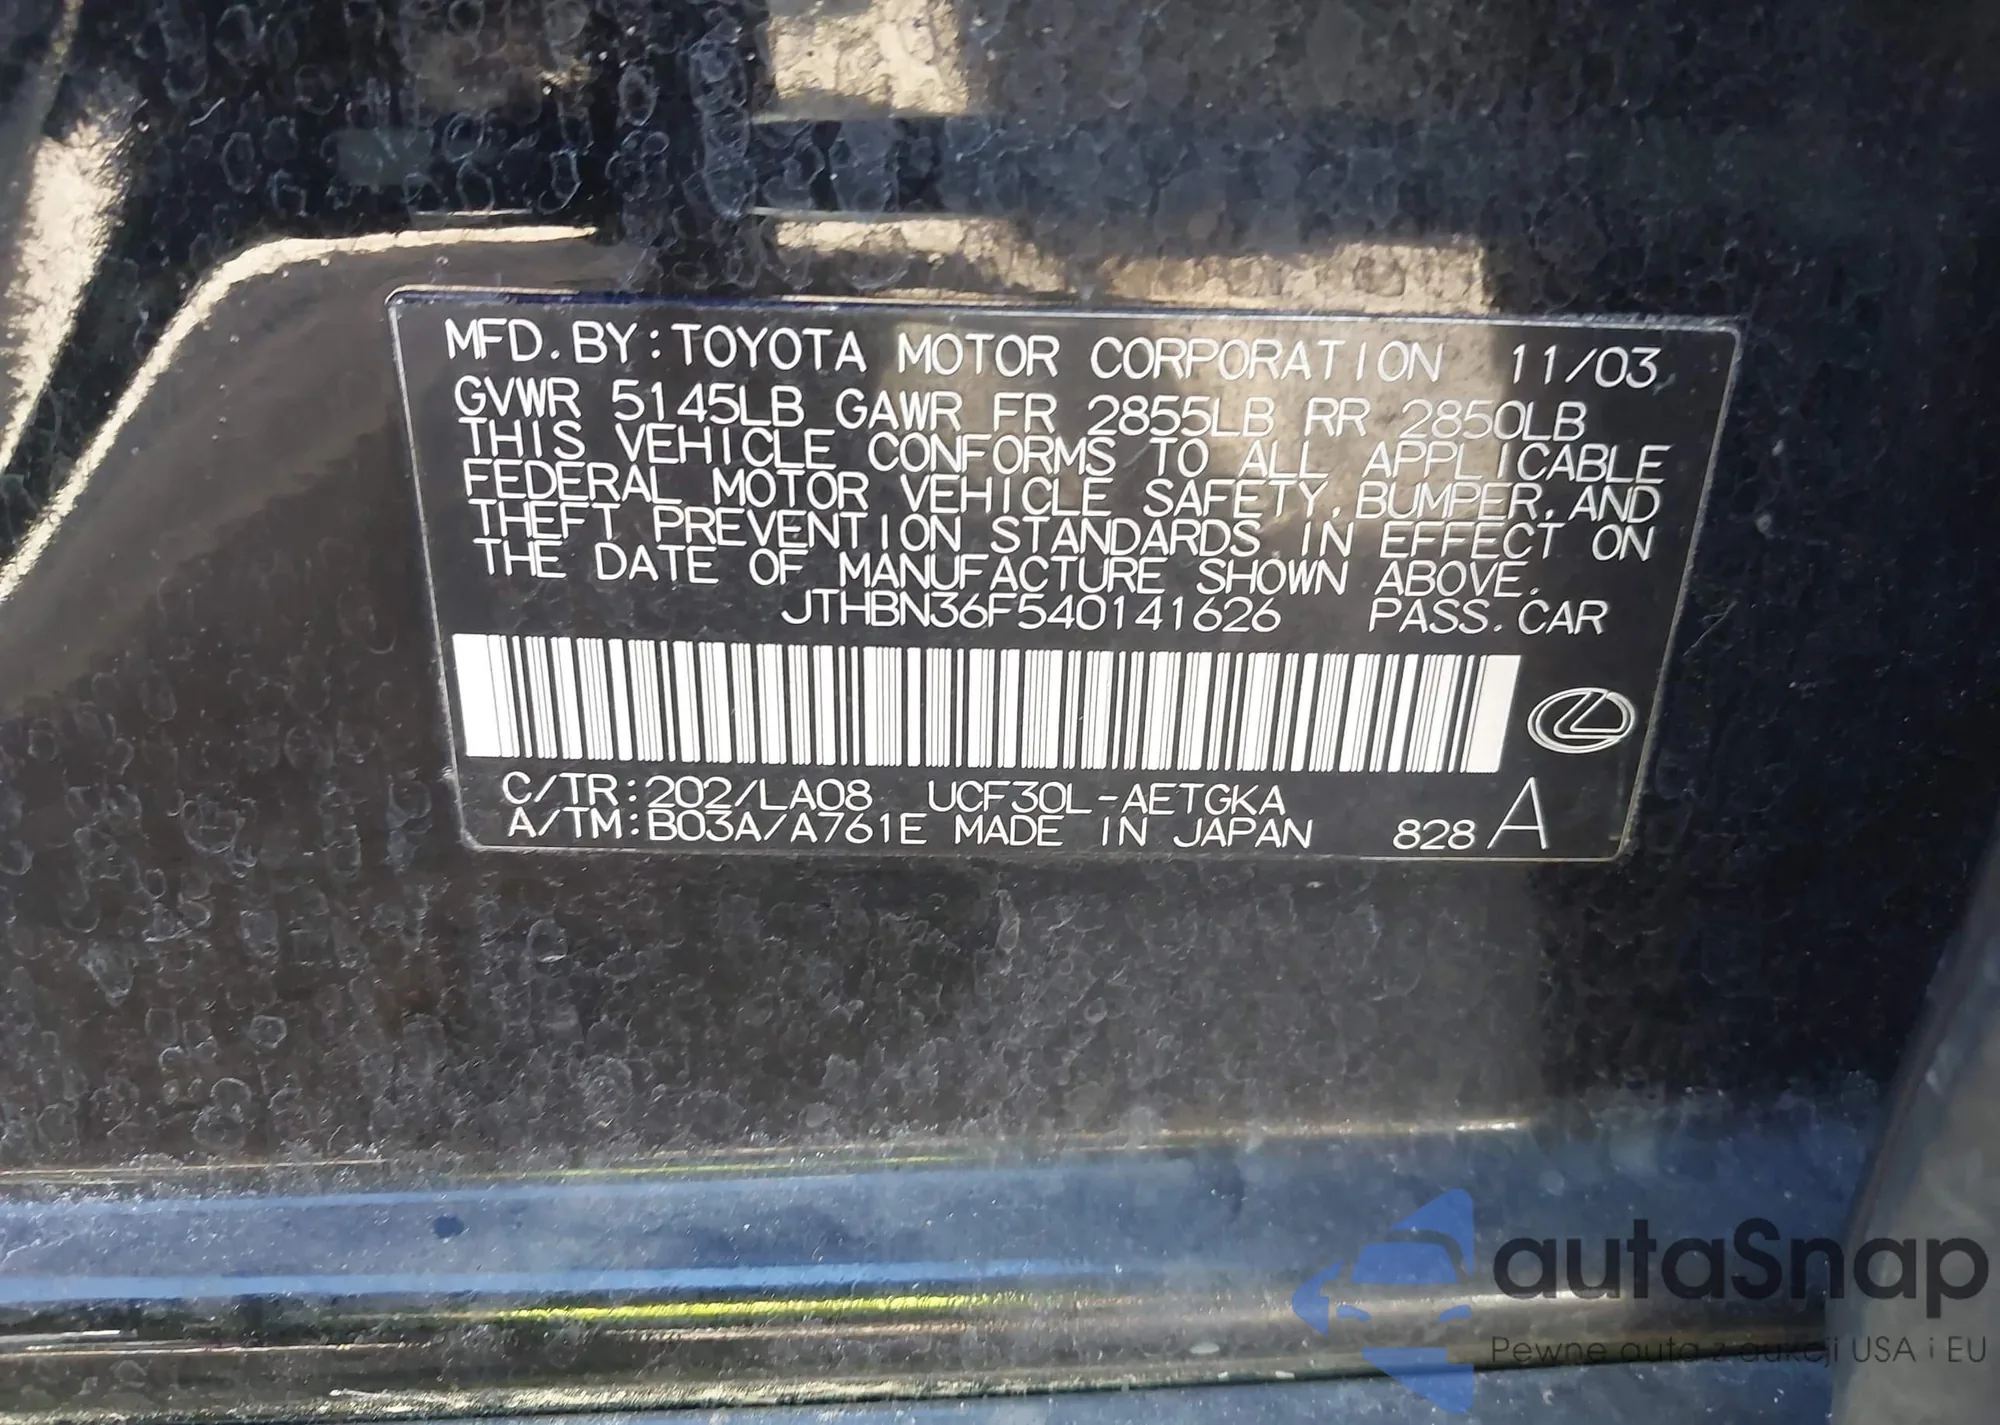 MFD. BY: TOYOTA MOTOR CORPORATION 11/03
GVWR 5145LB GAWR FR 2855LB RR 2850LB
THIS VEHICLE CONFORMS TO ALL APPLICABLE
FEDERAL MOTOR VEHICLE SAFETY, BUMPER, AND
THEFT PREVENTION STANDARDS IN EFFECT ON
THE DATE OF MANUFACTURE SHOWN ABOVE.
JTHBN36F540141626 PASS. CAR
C/TR: 202/LA08 UCF30L-AETGKA
A/TM: B03A/A761E MADE IN JAPAN 828 A
autaSnap
Pewne auta z aukcji USA i EU